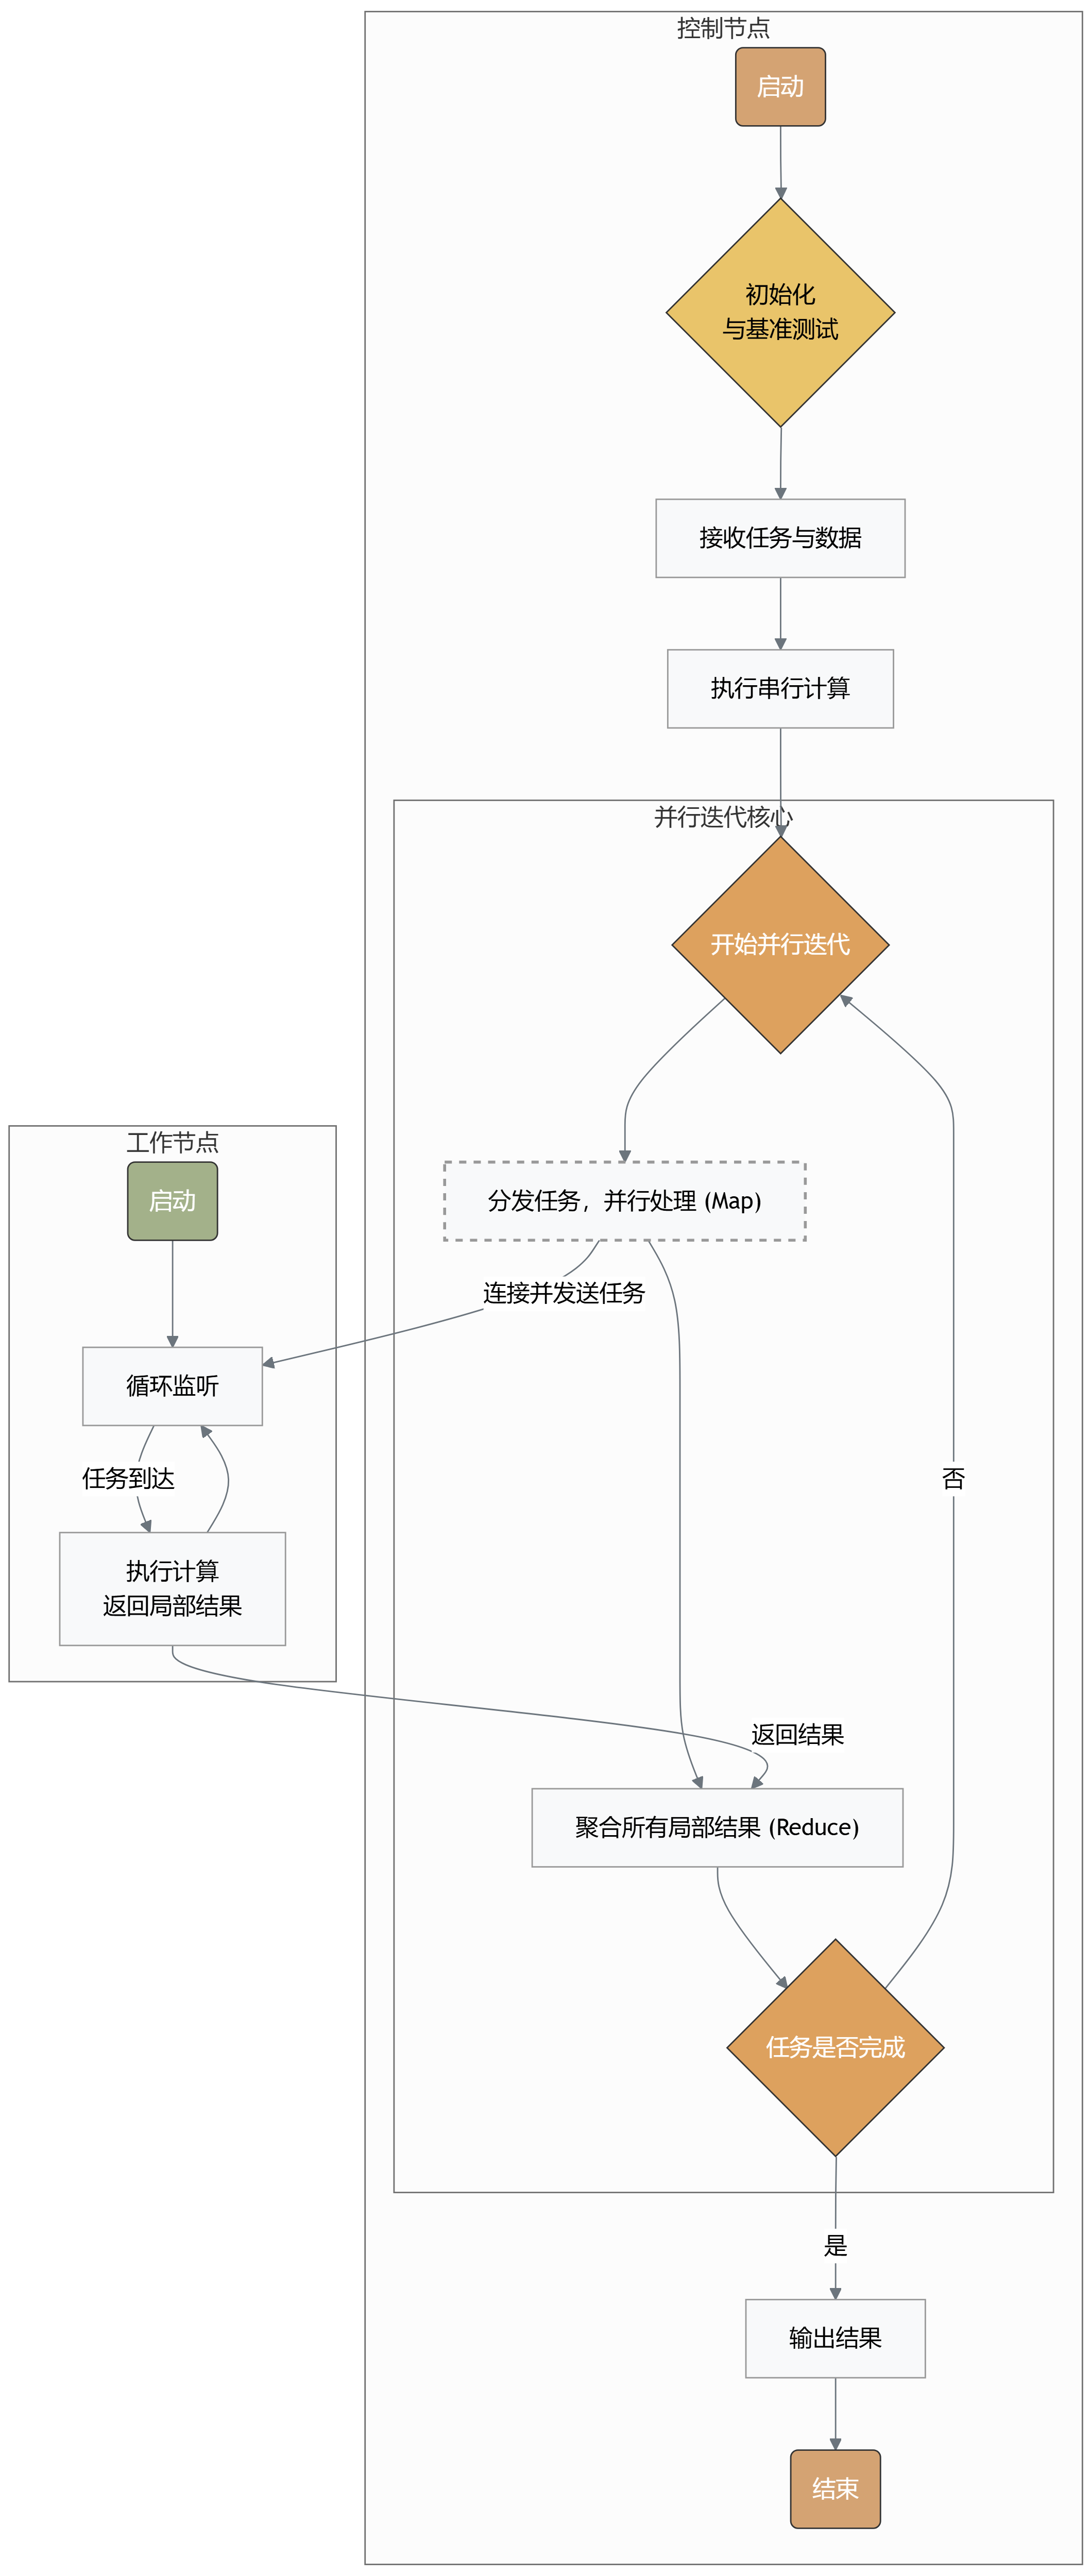 控制节点
启动
初始化
与基准测试
接收任务与数据
执行串行计算
并行迭代核心
开始并行迭代
工作节点
启动
分发任务，并行处理 (Map)
连接并发送任务
循环监听
任务到达
否
执行计算
返回局部结果
返回结果
聚合所有局部结果 (Reduce)
任务是否完成
是
输出结果
结束